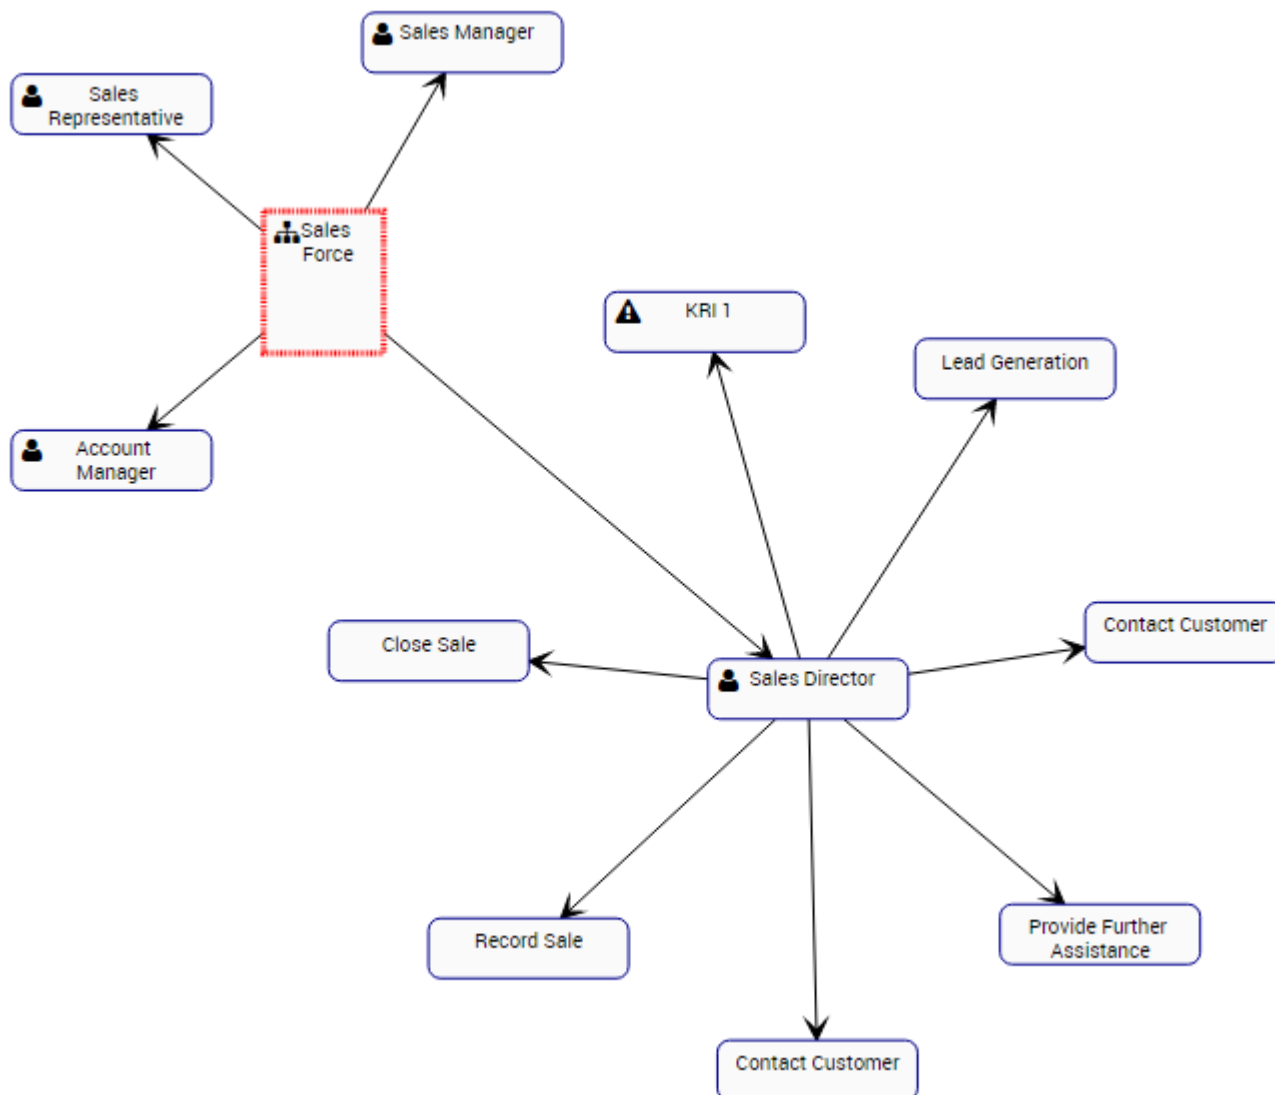 Sales Manager
Sales
Representative
Sales
Force
KRI 1
Lead Generation
Account
Manager
Contact Customer
Close Sale
Sales Director
Provide Further
Assistance
Record Sale
Contact Customer